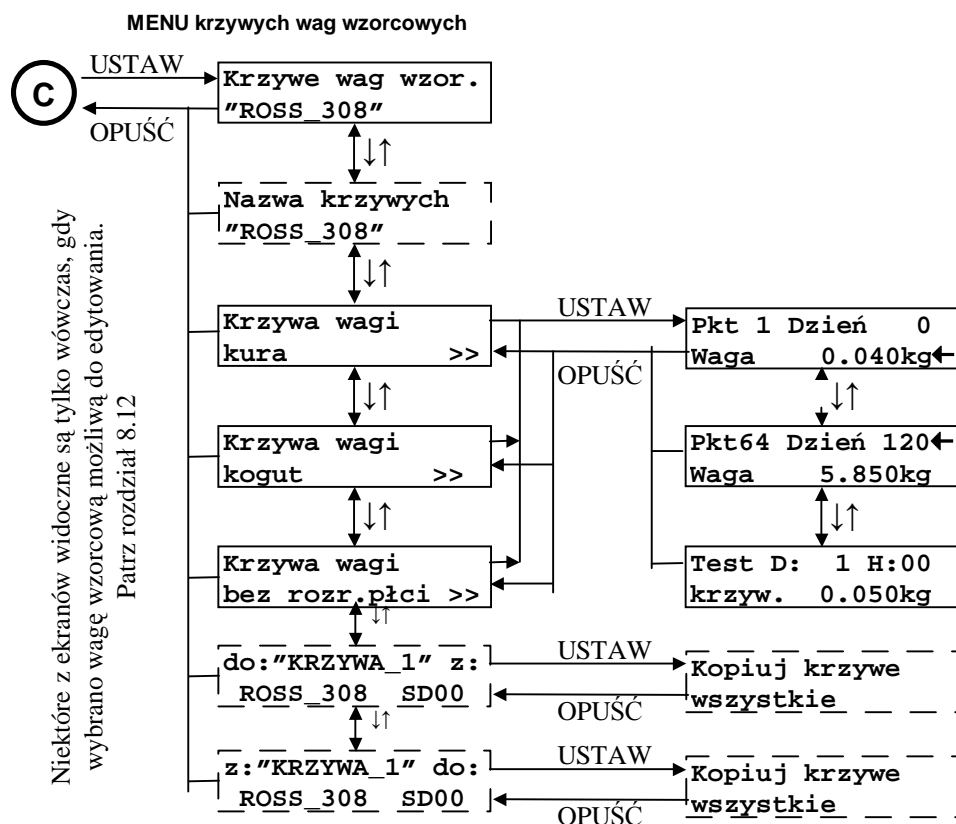 MENU krzywych wag wzorcowych
USTAW
C
OPUŚĆ
Krzywe wag wzor.
"ROSS_308"
↓↑
Nazwa krzywych
"ROSS_308"
↓↑
Niektóre z ekranów widoczne są tylko wówczas, gdy
wybrano wagę wzorcową możliwą do edytowania.
Patrz rozdział 8.12
Krzywa wagi
kura >>
USTAW
OPUŚĆ
Pkt 1 Dzień 0
Waga 0.040kg←
↓↑
↓↑
Krzywa wagi
kogut >>
Pkt64 Dzień 120←
Waga 5.850kg
↓↑
↓↑
Krzywa wagi
bez rozr.płci >>
Test D: 1 H:00
krzyw. 0.050kg
↓↑
do:"KRZYWA_1" z:
ROSS_308 SD00
USTAW
OPUŚĆ
Kopiuj krzywe
wszystkie
↓↑
z:"KRZYWA_1" do:
ROSS_308 SD00
USTAW
OPUŚĆ
Kopiuj krzywe
wszystkie